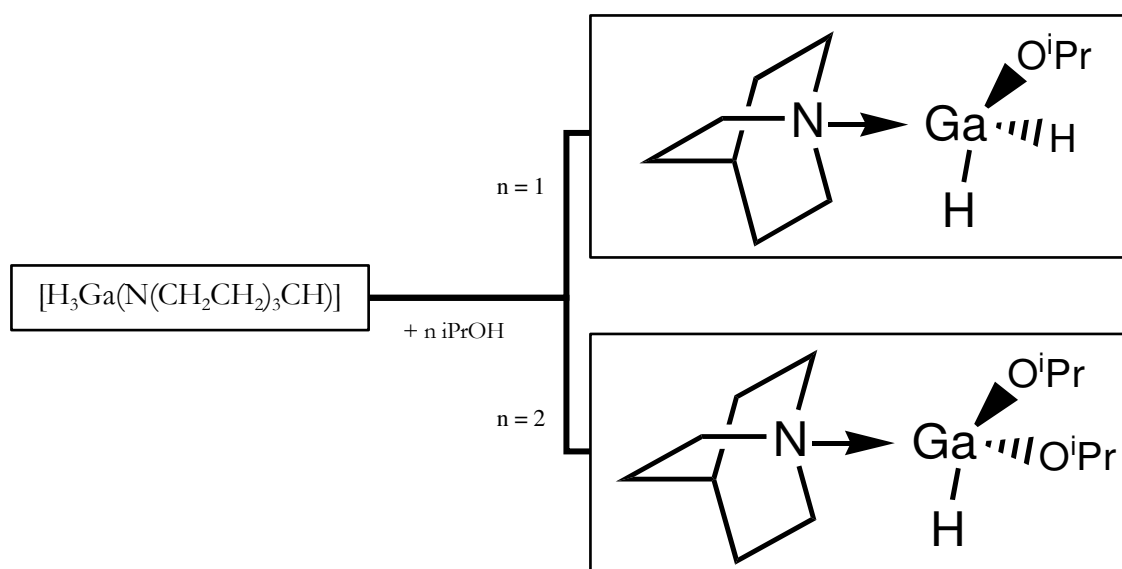 OⁱPr
N
Ga
H
H
n = 1
[H₃Ga(N(CH₂CH₂)₃CH)]
+ n iPrOH
n = 2
OⁱPr
N
Ga
OⁱPr
H